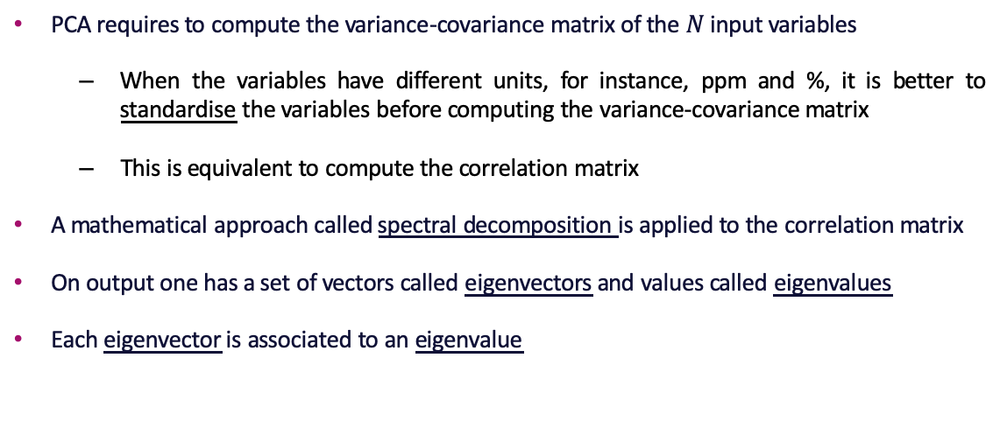 • PCA requires to compute the variance-covariance matrix of the N input variables
– When the variables have different units, for instance, ppm and %, it is better to
standardise the variables before computing the variance-covariance matrix
– This is equivalent to compute the correlation matrix
• A mathematical approach called spectral decomposition is applied to the correlation matrix
• On output one has a set of vectors called eigenvectors and values called eigenvalues
• Each eigenvector is associated to an eigenvalue